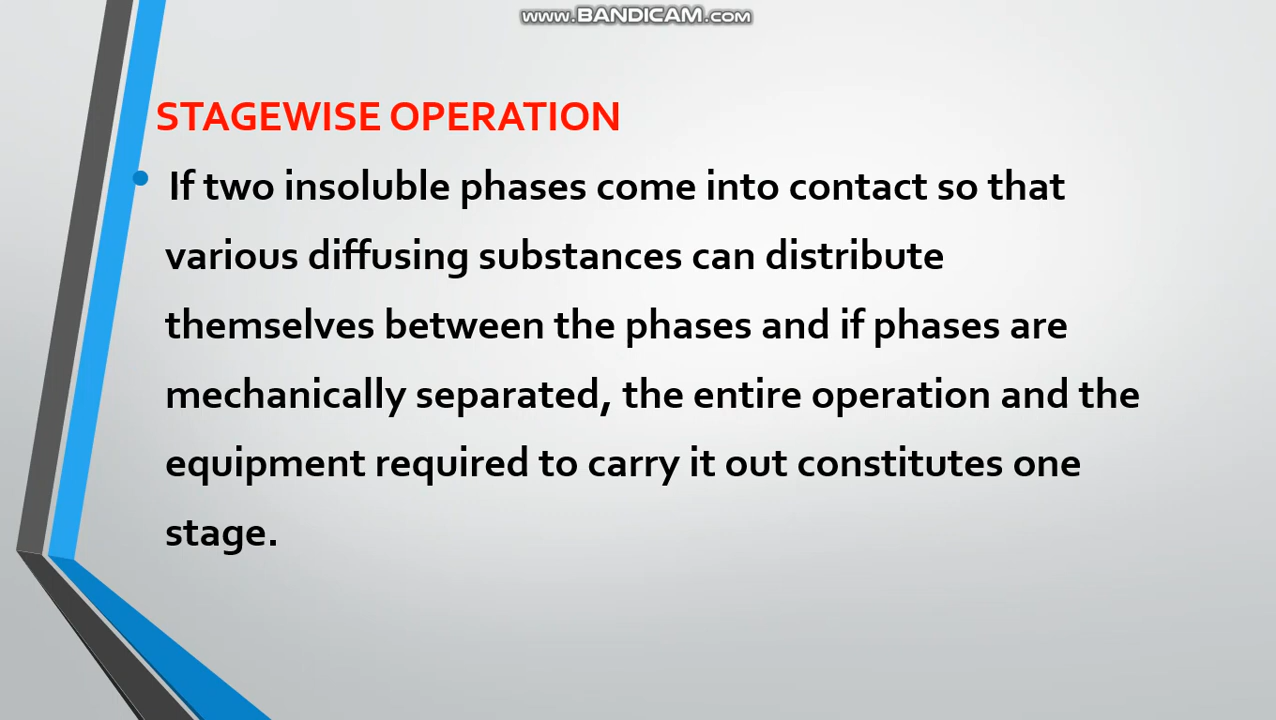 www.BANDICAM.com
STAGEWISE OPERATION
• If two insoluble phases come into contact so that
various diffusing substances can distribute
themselves between the phases and if phases are
mechanically separated, the entire operation and the
equipment required to carry it out constitutes one
stage.